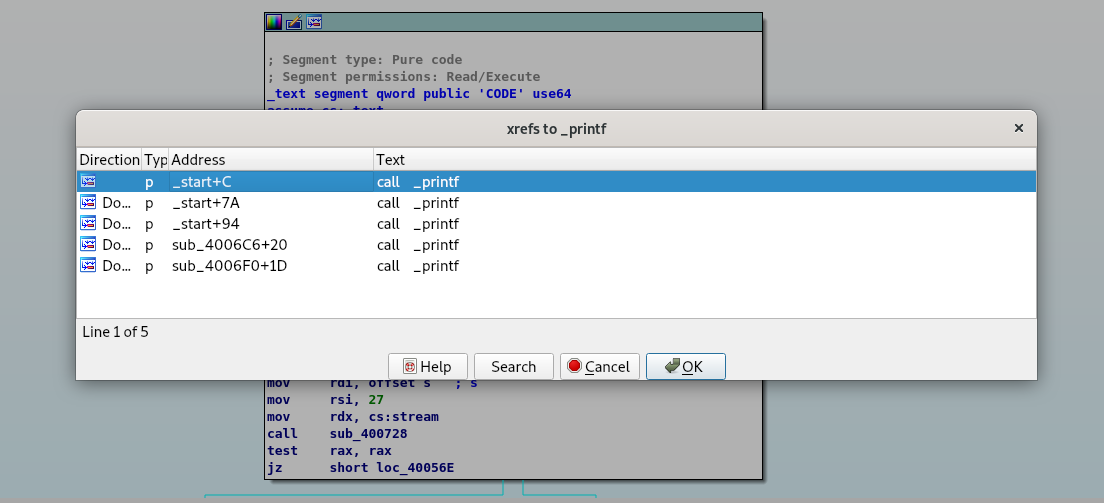 ; Segment type: Pure code
; Segment permissions: Read/Execute
_text segment qword public 'CODE' use64
assume cs:_text
xrefs to _printf
Direction Typ Address Text
p _start+C call _printf
Do... p _start+7A call _printf
Do... p _start+94 call _printf
Do... p sub_4006C6+20 call _printf
Do... p sub_4006F0+1D call _printf
Line 1 of 5
Help Search Cancel OK
mov rdi, offset s ; s
mov rsi, 27
mov rdx, cs:stream
call sub_400728
test rax, rax
jz short loc_40056E